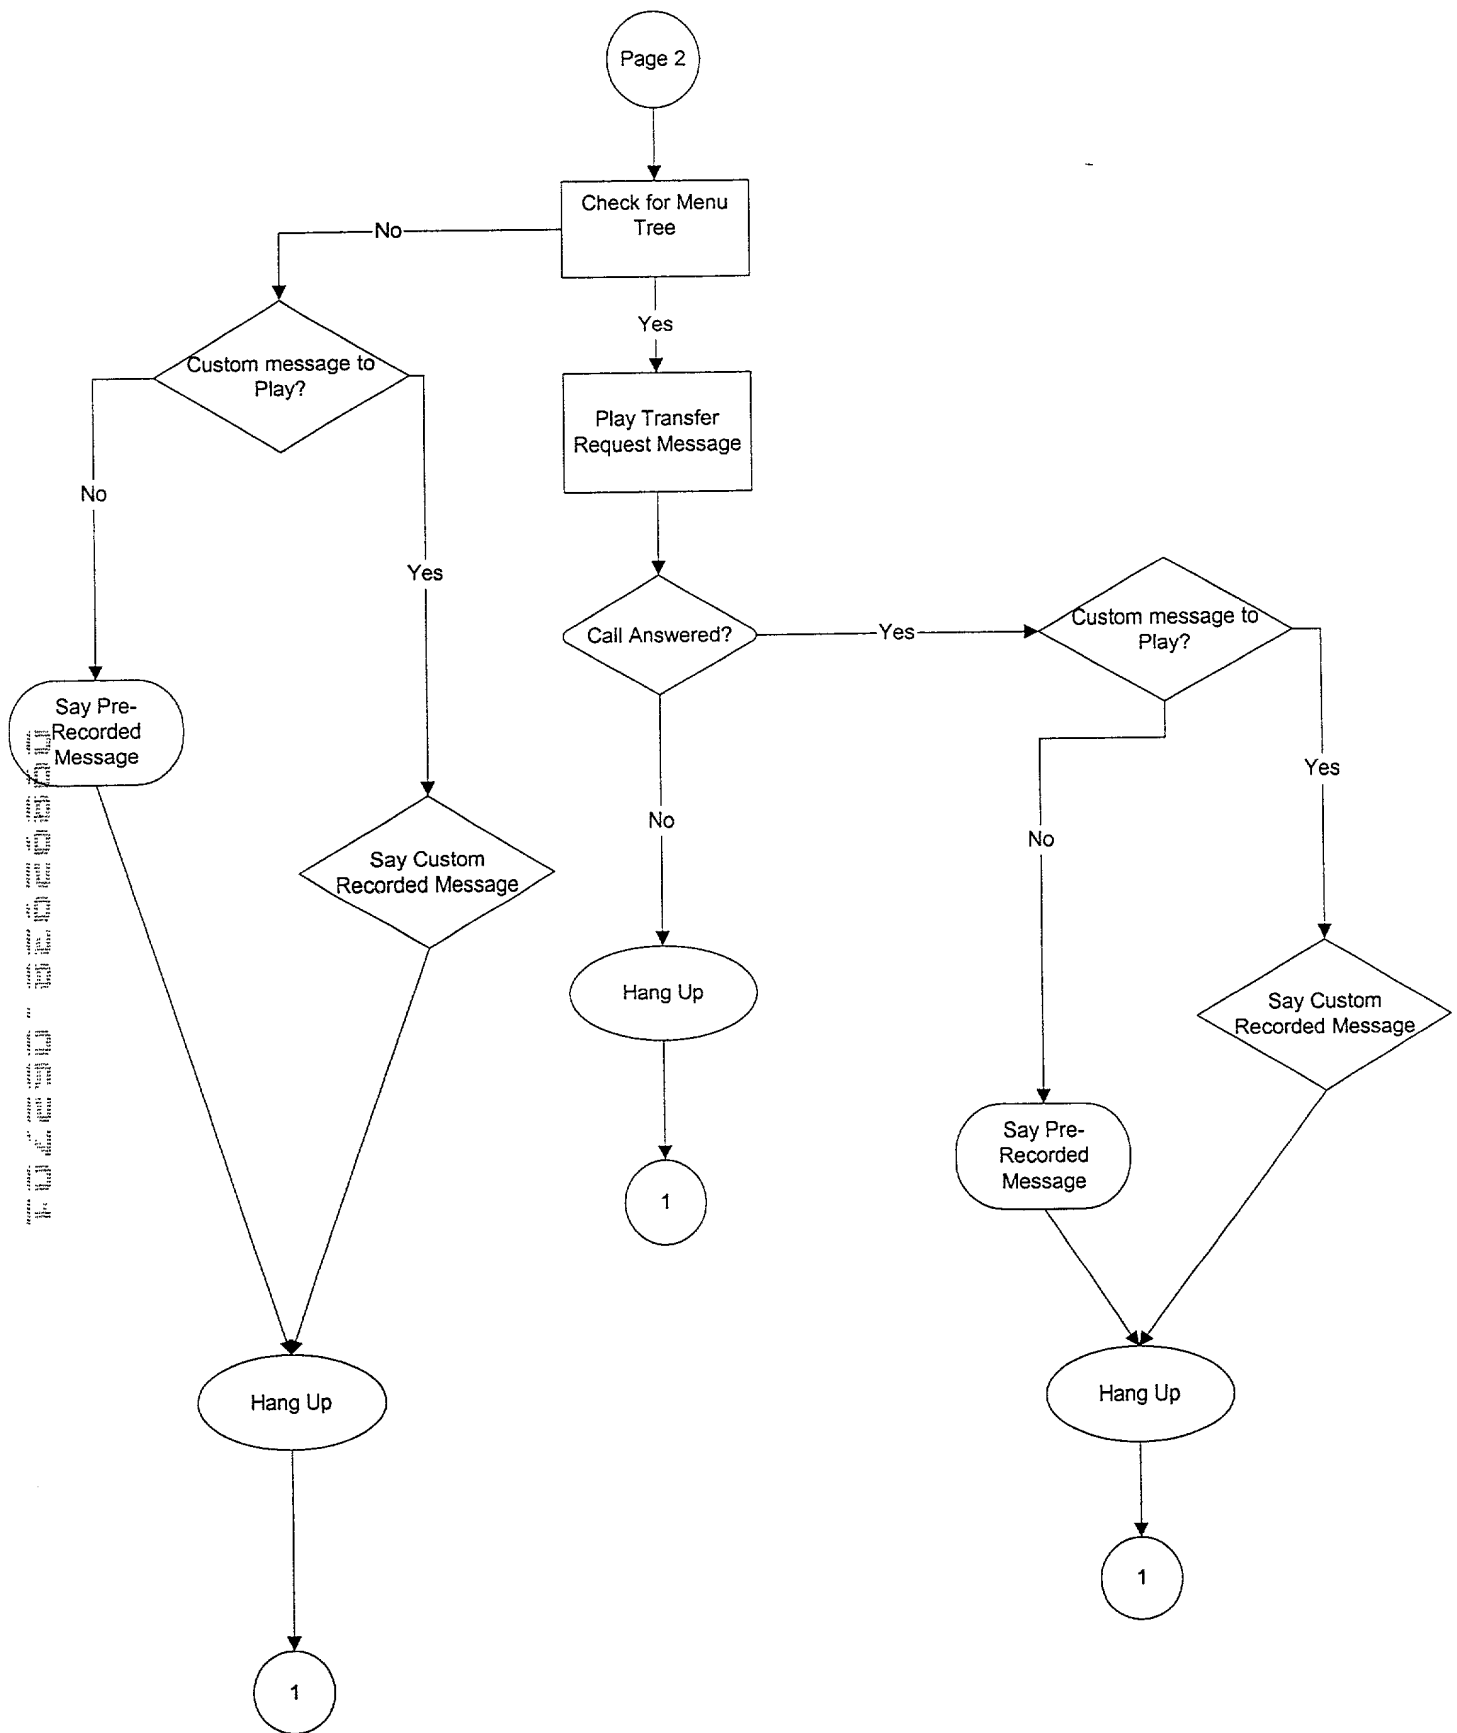 Page 2
Check for Menu
Tree
No
Yes
Custom message to
Play?
Play Transfer
Request Message
No
Yes
Call Answered?
Yes
Custom message to
Play?
Say Pre-
Recorded
Message
No
No
Yes
Say Custom
Recorded Message
Hang Up
Say Custom
Recorded Message
Say Pre-
Recorded
Message
1
Hang Up
Hang Up
1
1